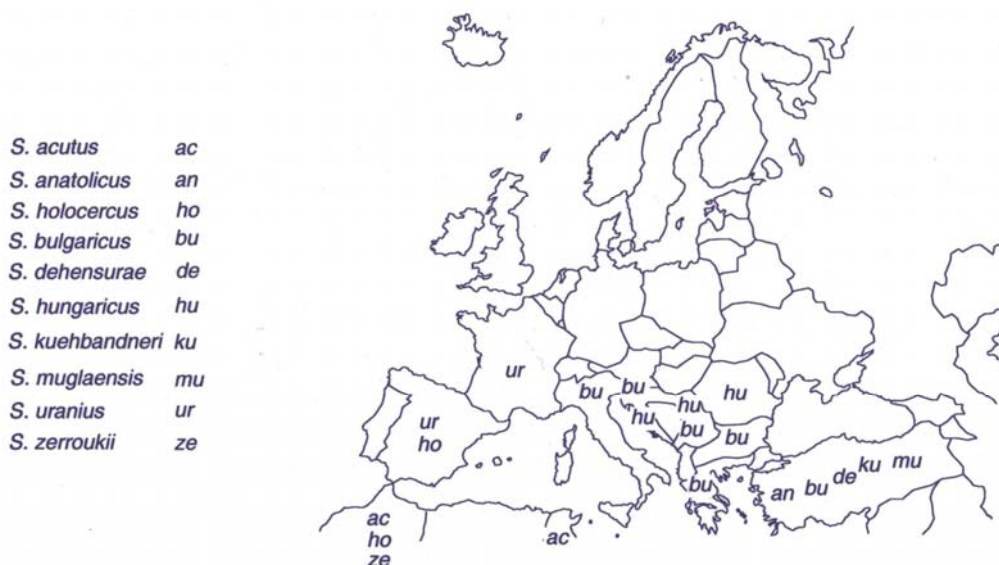 S. acutus ac
S. anatolicus an
S. holocercus ho
S. bulgaricus bu
S. dehensurae de
S. hungaricus hu
S. kuehbandneri ku
S. muglaensis mu
S. uranius ur
S. zerroukii ze
ur
bu
bu
hu
hu
hu
ur
ho
bu
bu
bu
an
bu
de
ku
mu
ac
ho
ze
ac